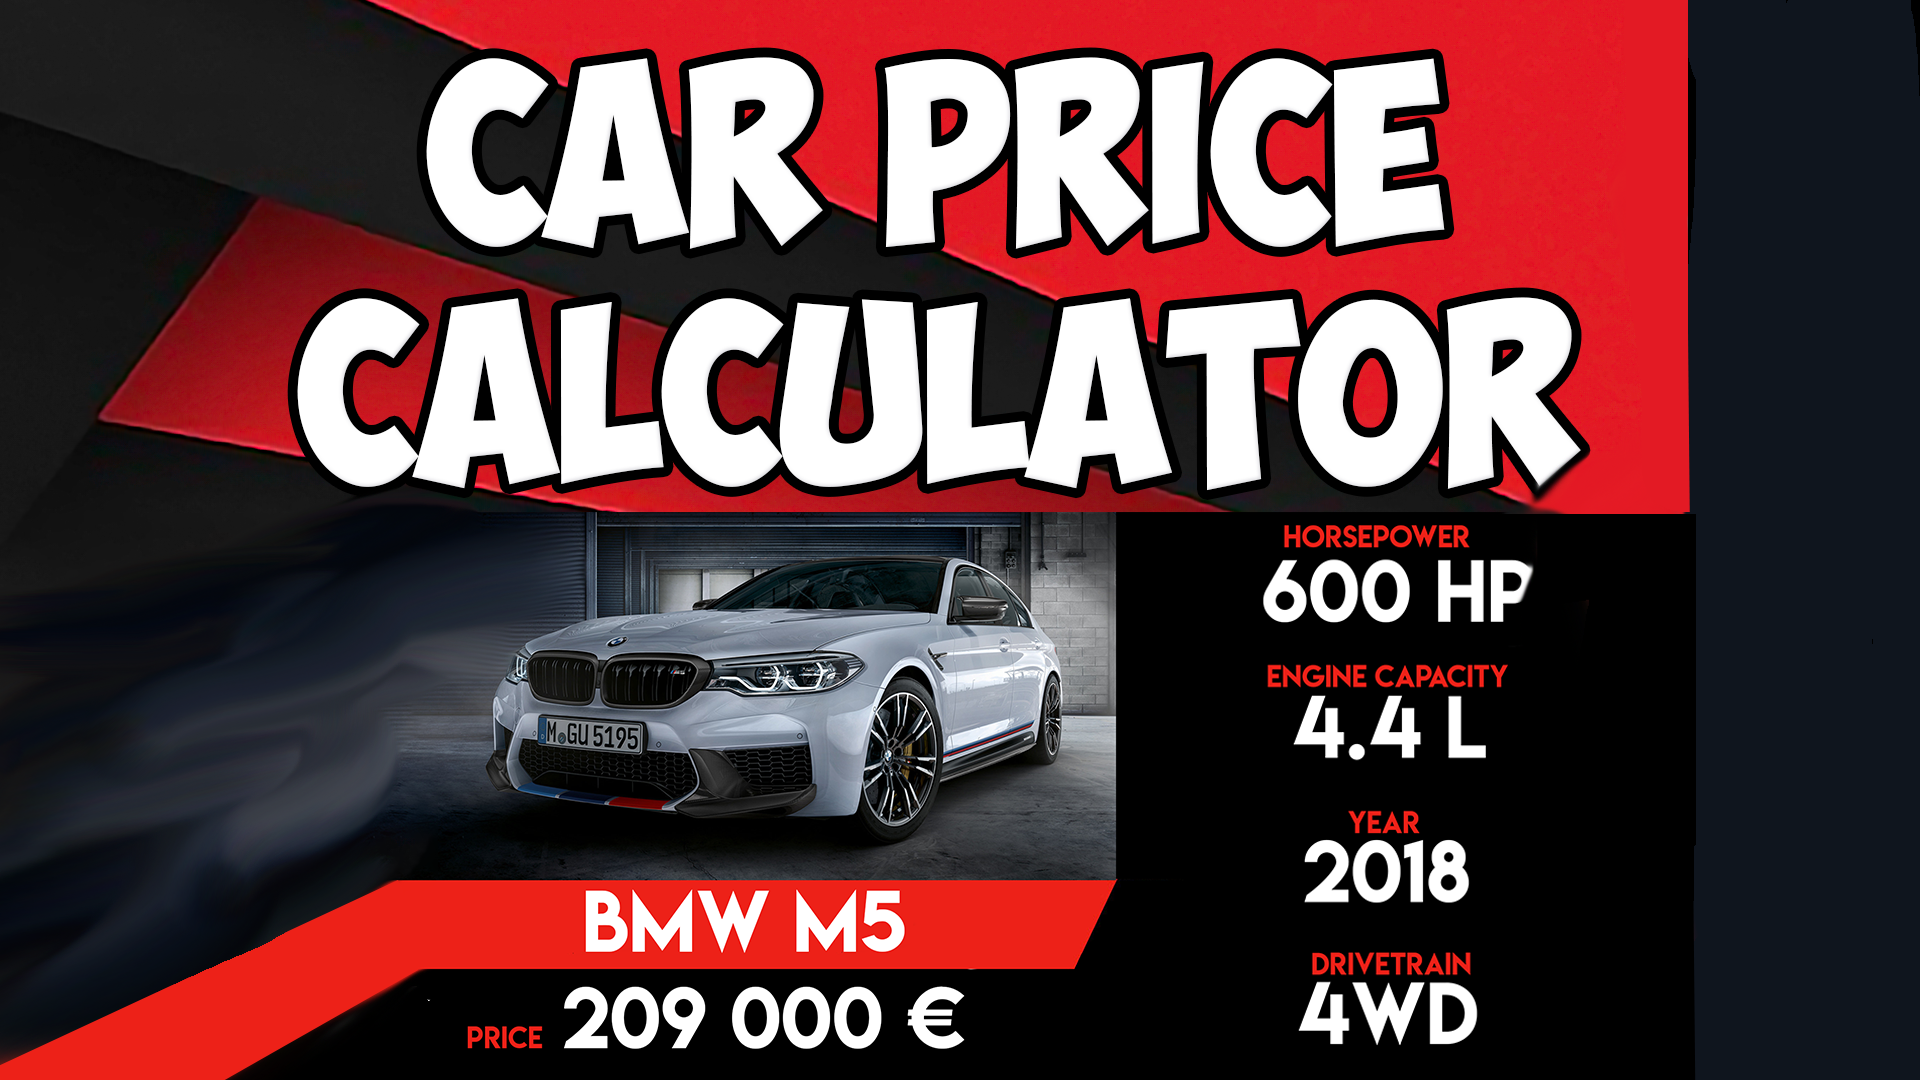 CAR PRICE
CALCULATOR
HORSEPOWER
600 HP
ENGINE CAPACITY
4.4 L
YEAR
2018
DRIVETRAIN
4WD
M GU 5195
BMW M5
PRICE 209 000 €